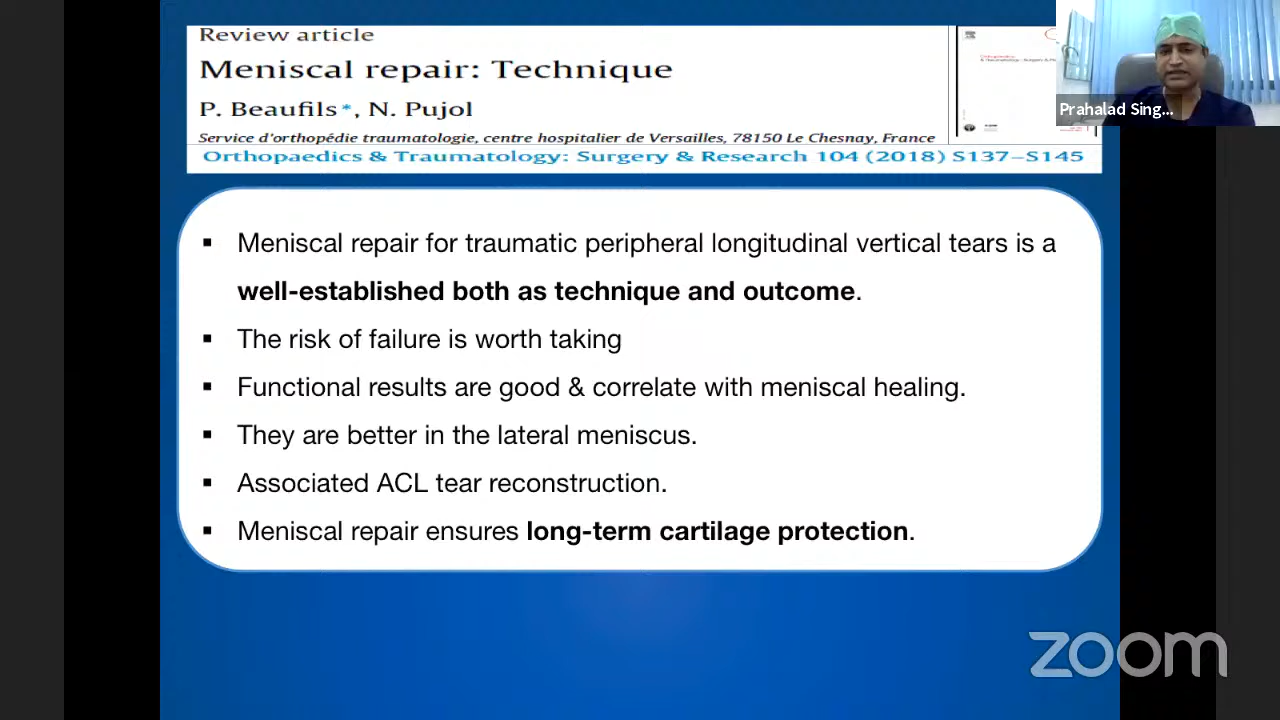 Review article
Meniscal repair: Technique
P. Beaufils*, N. Pujol
Service d'orthopédie traumatologie, centre hospitalier de Versailles, 78150 Le Chesnay, France
Orthopaedics & Traumatology: Surgery & Research 104 (2018) S137–S145
Prahalad Sing...
▪ Meniscal repair for traumatic peripheral longitudinal vertical tears is a
well-established both as technique and outcome.
▪ The risk of failure is worth taking
▪ Functional results are good & correlate with meniscal healing.
▪ They are better in the lateral meniscus.
▪ Associated ACL tear reconstruction.
▪ Meniscal repair ensures long-term cartilage protection.
zoom